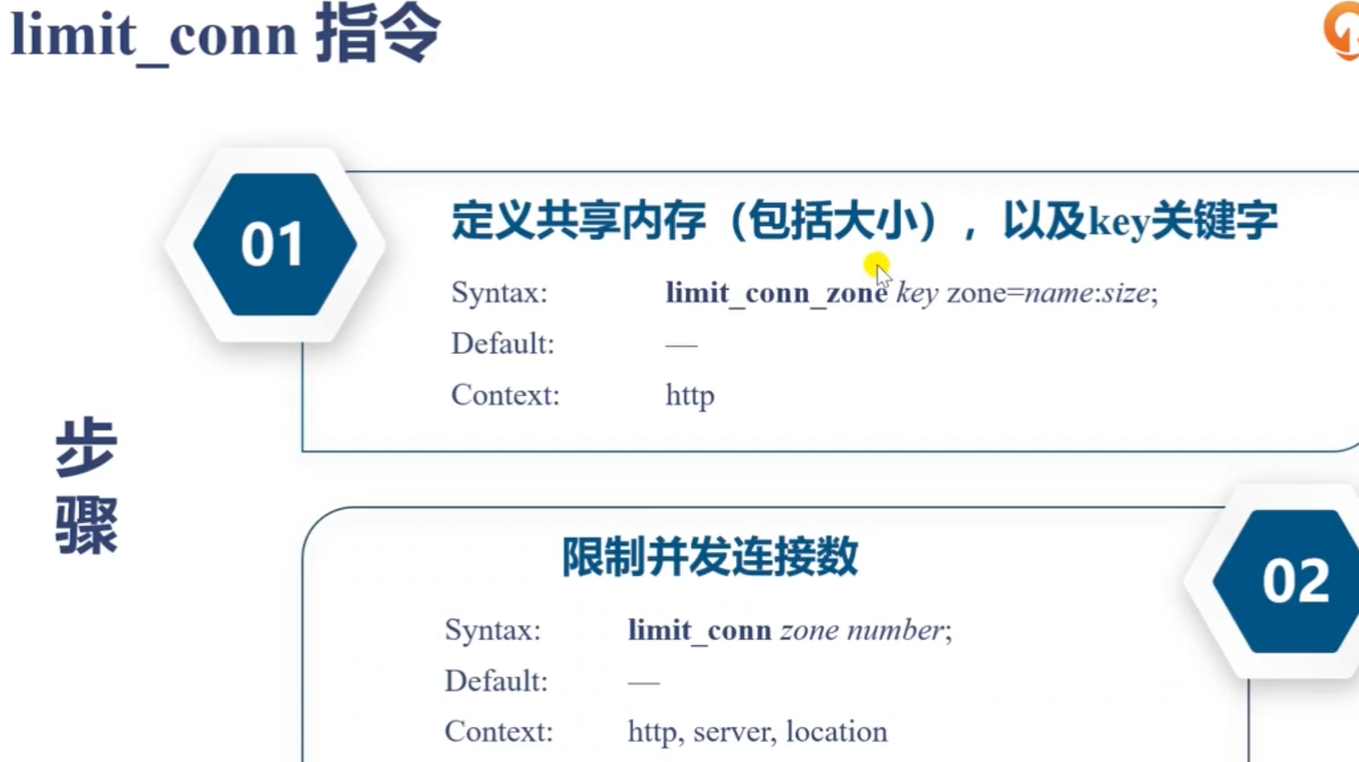 limit_conn 指令
01
定义共享内存（包括大小），以及key关键字
Syntax: limit_conn_zone key zone=name:size;
Default: —
Context: http
步
骤
限制并发连接数
02
Syntax: limit_conn zone number;
Default: —
Context: http, server, location